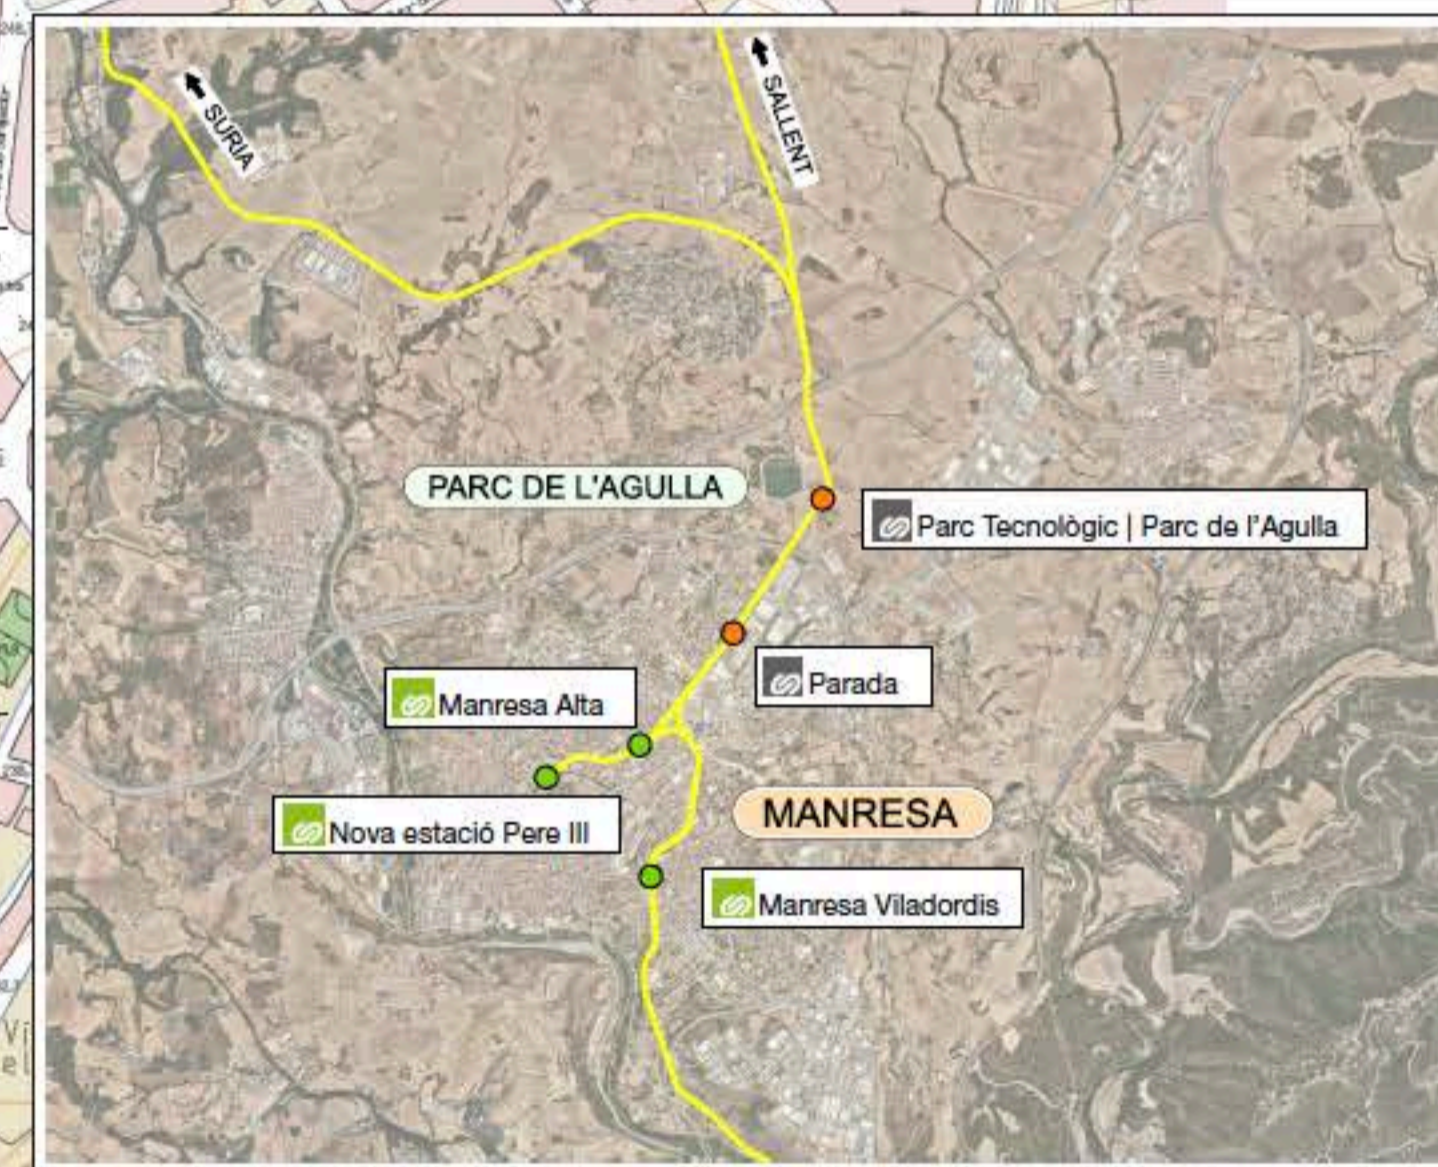 SURIA
SALLENT
PARC DE L'AGULLA
Parc Tecnològic | Parc de l'Agulla
Parada
Manresa Alta
Nova estació Pere III
MANRESA
Manresa Viladordis